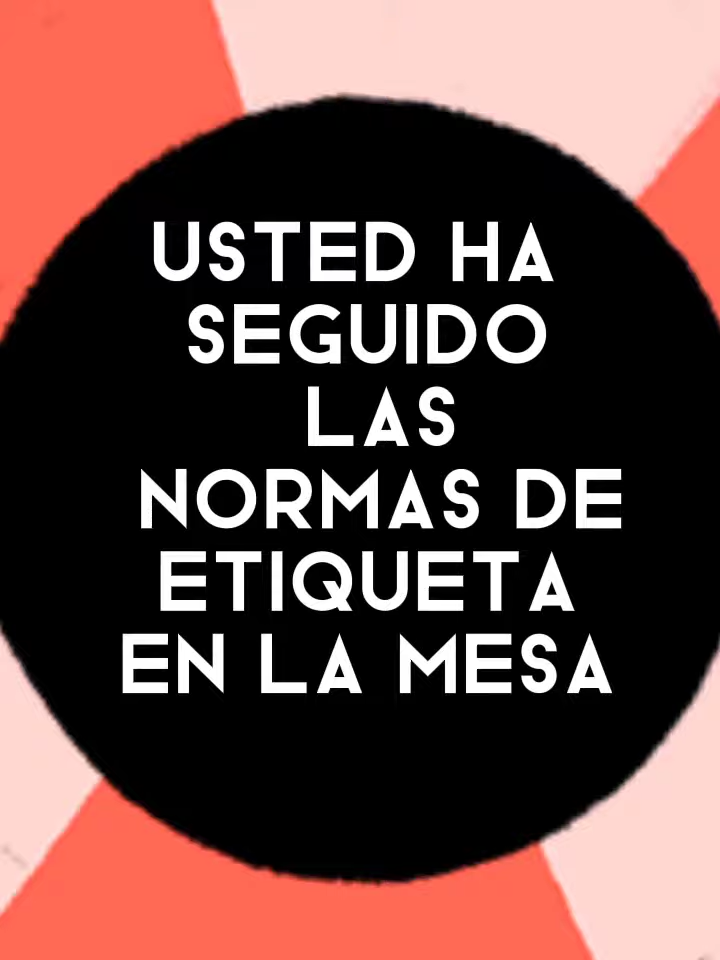 USTED HA
SEGUIDO
LAS
NORMAS DE
ETIQUETA
EN LA MESA